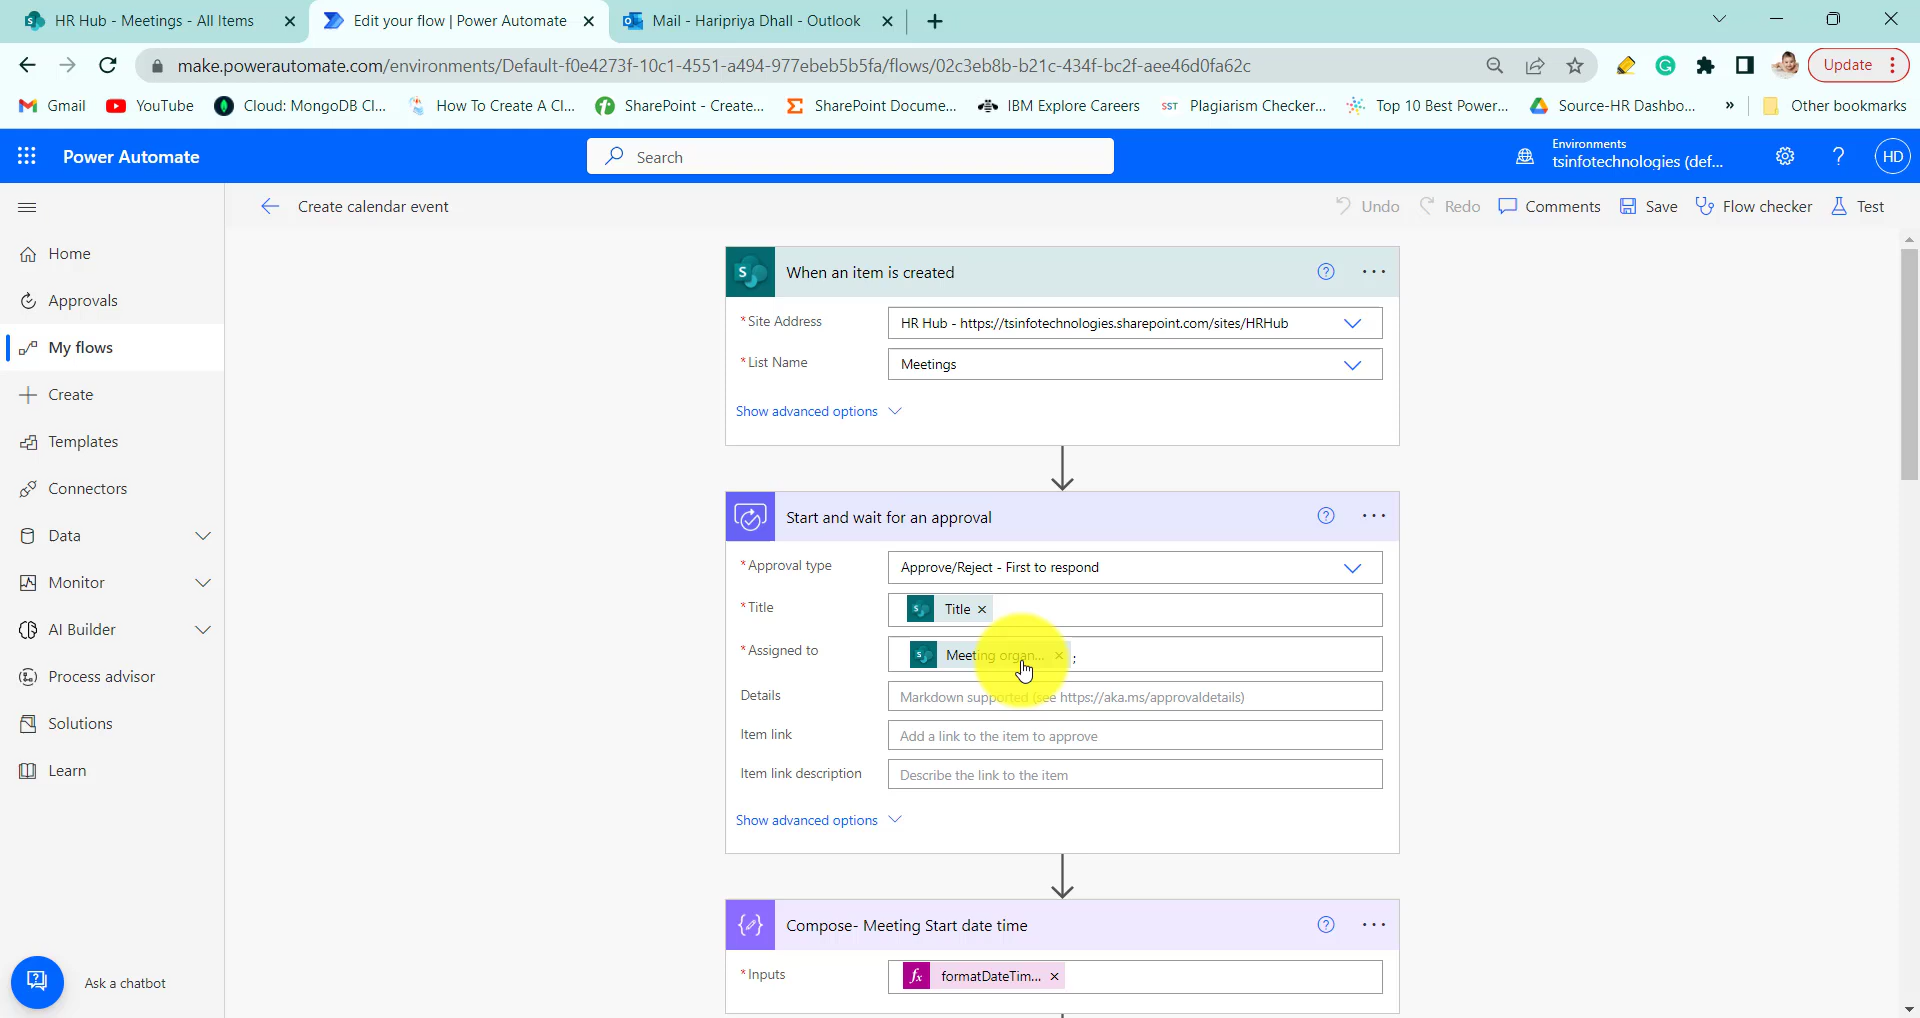 HR Hub - Meetings - All Items
Edit your flow | Power Automate
Mail - Haripriya Dhall - Outlook
make.powerautomate.com/environments/Default-f0e4273f-10c1-4551-a494-977ebeb5b5fa/flows/02c3eb8b-b21c-434f-bc2f-aee46d0fa62c
Update
Gmail
YouTube
Cloud: MongoDB Cl...
How To Create A Cl...
SharePoint - Create...
SharePoint Docume...
IBM Explore Careers
SST Plagiarism Checker...
Top 10 Best Power...
Source-HR Dashbo...
»
Other bookmarks
Power Automate
Search
Environments
tsinfotechnologies (def...
HD
Create calendar event
Undo
Redo
Comments
Save
Flow checker
Test
Home
Approvals
My flows
Create
Templates
Connectors
Data
Monitor
AI Builder
Process advisor
Solutions
Learn
Ask a chatbot
When an item is created
* Site Address
HR Hub - https://tsinfotechnologies.sharepoint.com/sites/HRHub
* List Name
Meetings
Show advanced options
Start and wait for an approval
* Approval type
Approve/Reject - First to respond
* Title
Title
* Assigned to
Meeting organ... ;
Details
Markdown supported (see https://aka.ms/approvaldetails)
Item link
Add a link to the item to approve
Item link description
Describe the link to the item
Show advanced options
Compose- Meeting Start date time
* Inputs
fx formatDateTim...